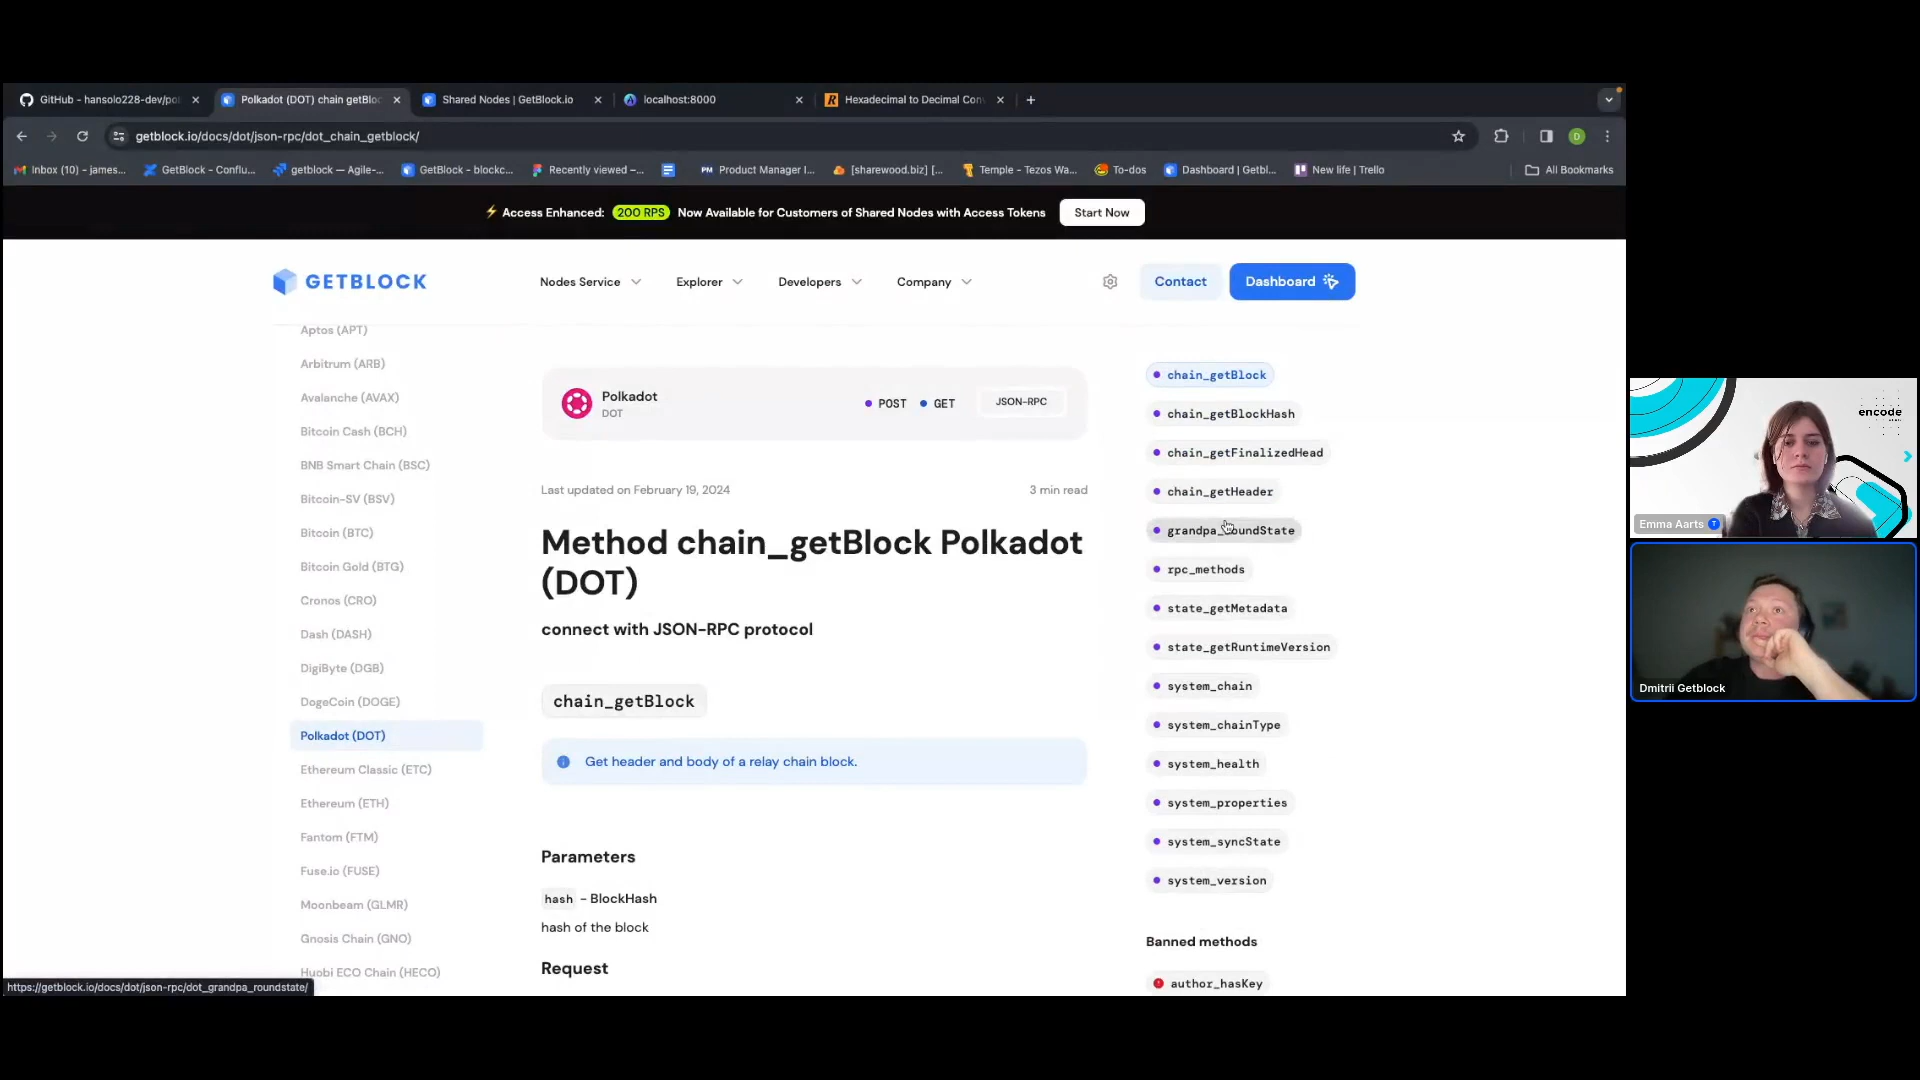 GitHub - hansolo228-dev/pol
Polkadot (DOT) chain getBloc
Shared Nodes | GetBlock.io
localhost:8000
Hexadecimal to Decimal Conv
getblock.io/docs/dot/json-rpc/dot_chain_getblock/
Inbox (10) – james...
GetBlock – Conflu...
getblock — Agile-...
GetBlock – blockc...
Recently viewed –...
PM Product Manager I...
[sharewood.biz] [...
Temple - Tezos Wa...
To-dos
Dashboard | Getbl...
New life | Trello
All Bookmarks
⚡ Access Enhanced: 200 RPS Now Available for Customers of Shared Nodes with Access Tokens
Start Now
GETBLOCK
Nodes Service
Explorer
Developers
Company
Contact
Dashboard
Aptos (APT)
Arbitrum (ARB)
Avalanche (AVAX)
Bitcoin Cash (BCH)
BNB Smart Chain (BSC)
Bitcoin-SV (BSV)
Bitcoin (BTC)
Bitcoin Gold (BTG)
Cronos (CRO)
Dash (DASH)
DigiByte (DGB)
DogeCoin (DOGE)
Polkadot (DOT)
Ethereum Classic (ETC)
Ethereum (ETH)
Fantom (FTM)
Fuse.io (FUSE)
Moonbeam (GLMR)
Gnosis Chain (GNO)
Huobi ECO Chain (HECO)
https://getblock.io/docs/dot/json-rpc/dot_grandpa_roundstate/
Polkadot
DOT
POST
GET
JSON-RPC
Last updated on February 19, 2024
3 min read
Method chain_getBlock Polkadot
(DOT)
connect with JSON-RPC protocol
chain_getBlock
Get header and body of a relay chain block.
Parameters
hash - BlockHash
hash of the block
Request
chain_getBlock
chain_getBlockHash
chain_getFinalizedHead
chain_getHeader
grandpa_roundState
rpc_methods
state_getMetadata
state_getRuntimeVersion
system_chain
system_chainType
system_health
system_properties
system_syncState
system_version
Banned methods
author_hasKey
encode
Emma Aarts
Dmitrii Getblock